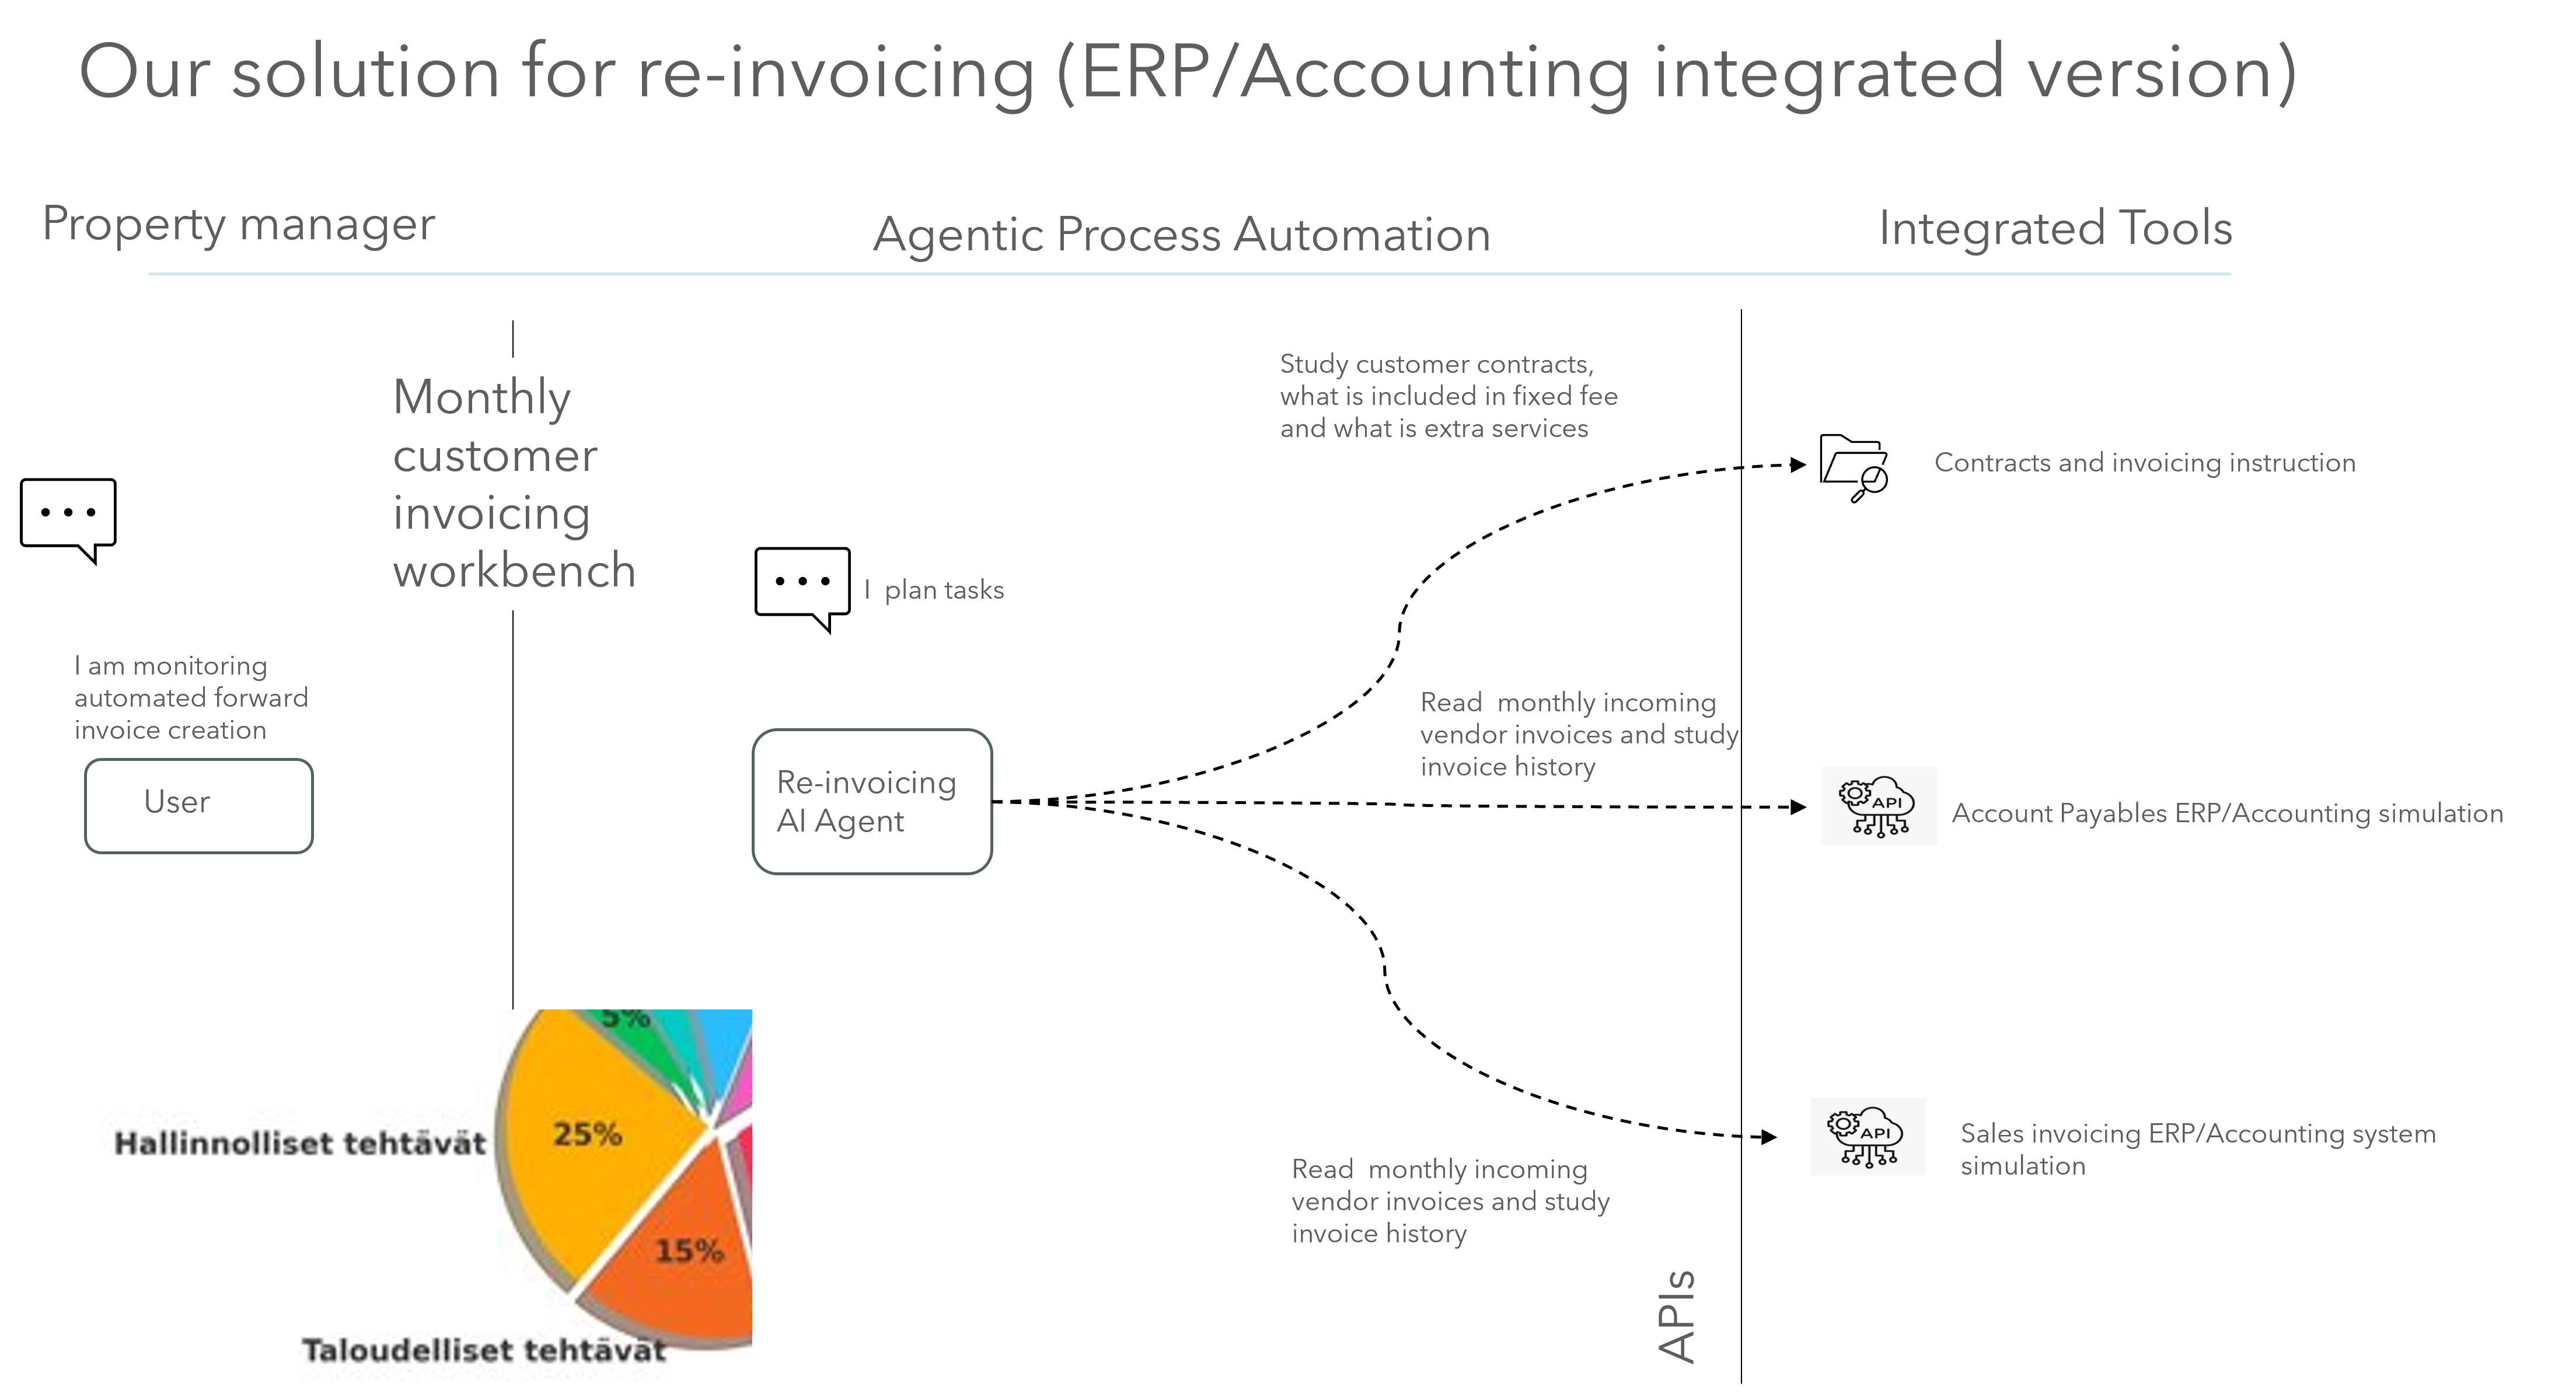 Our solution for re-invoicing (ERP/Accounting integrated version)
Property manager
Agentic Process Automation
Integrated Tools
Monthly
customer
invoicing
workbench
I am monitoring
automated forward
invoice creation
User
I  plan tasks
Re-invoicing
AI Agent
Study customer contracts,
what is included in fixed fee
and what is extra services
Contracts and invoicing instruction
Read  monthly incoming
vendor invoices and study
invoice history
API
Account Payables ERP/Accounting simulation
API
Sales invoicing ERP/Accounting system
simulation
Read  monthly incoming
vendor invoices and study
invoice history
APIs
5%
25%
Hallinnolliset tehtävät
15%
Taloudelliset tehtävät